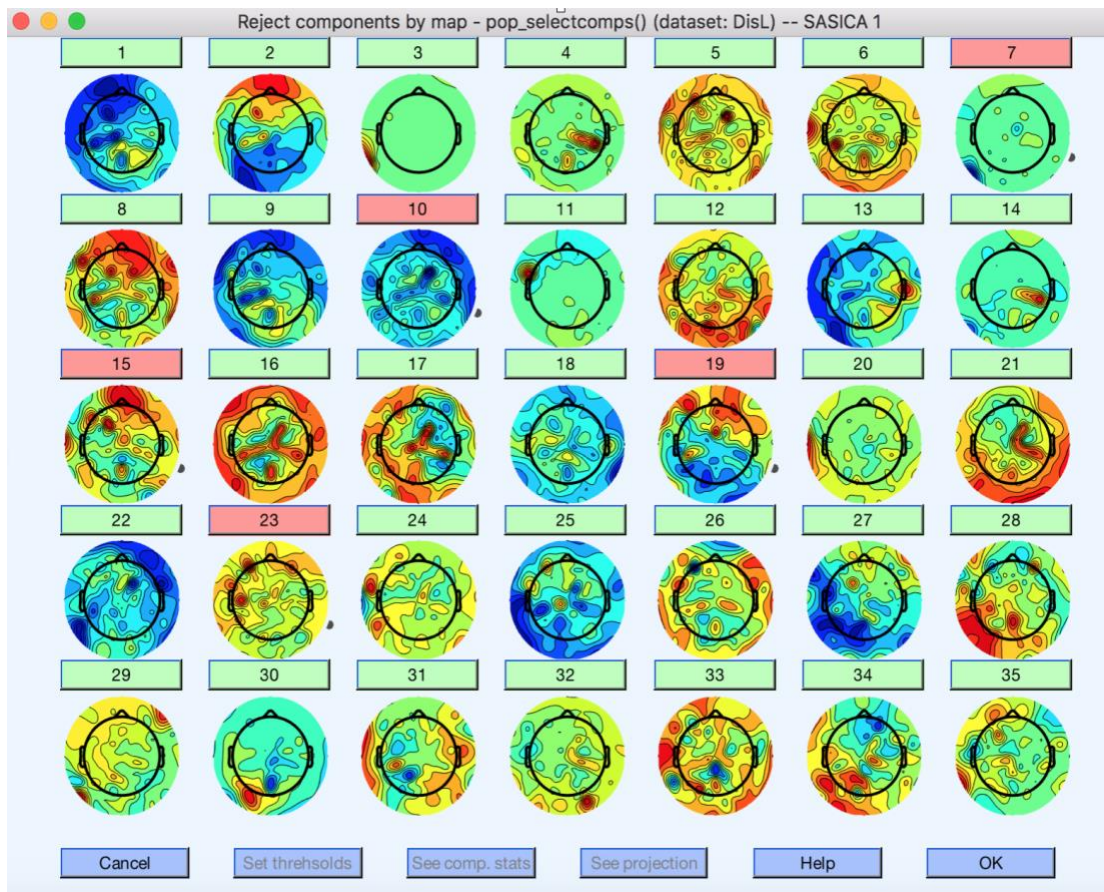 Reject components by map - pop_selectcomps() (dataset: DisL) -- SASICA 1
1 2 3 4 5 6 7
8 9 10 11 12 13 14
15 16 17 18 19 20 21
22 23 24 25 26 27 28
29 30 31 32 33 34 35
Cancel Set threhsolds See comp. stats See projection Help OK